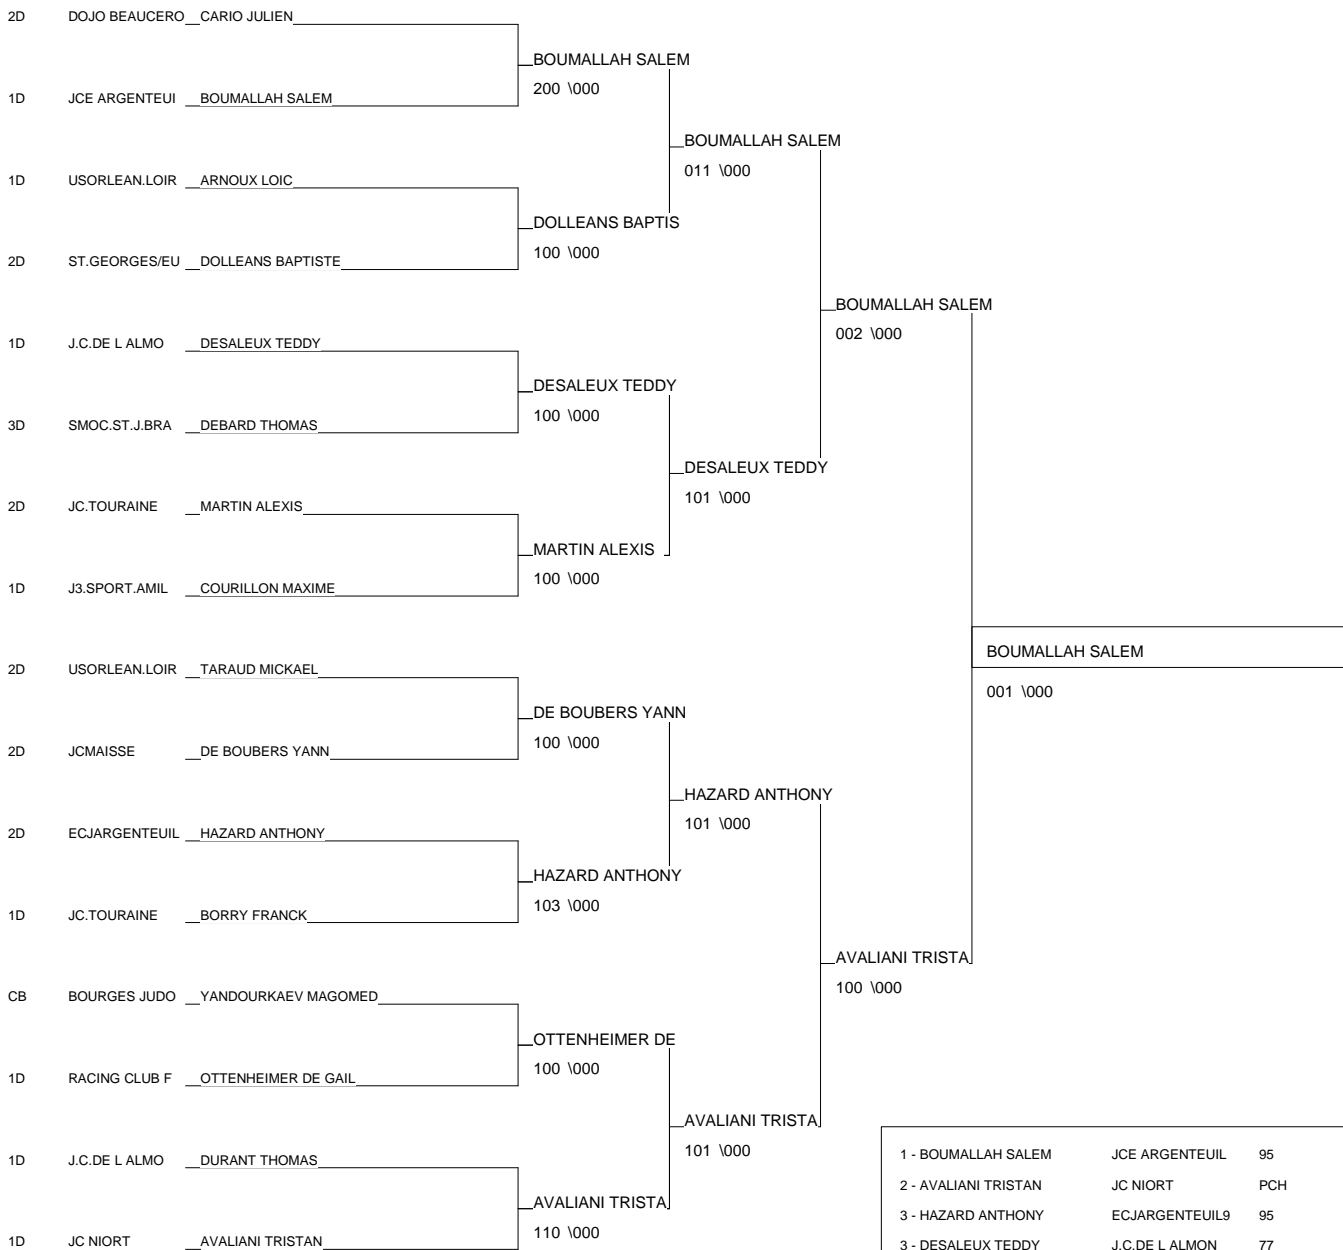 2D DOJO BEAUCERO CARIO JULIEN
BOUMALLAH SALEM
200 \000
1D JCE ARGENTEUI BOUMALLAH SALEM
BOUMALLAH SALEM
011 \000
1D USORLEAN.LOIR ARNOUX LOIC
DOLLEANS BAPTIS
100 \000
2D ST.GEORGES/EU DOLLEANS BAPTISTE
BOUMALLAH SALEM
002 \000
1D J.C.DE L ALMO DESALEUX TEDDY
DESALEUX TEDDY
100 \000
3D SMOC.ST.J.BRA DEBARD THOMAS
DESALEUX TEDDY
101 \000
2D JC.TOURAINE MARTIN ALEXIS
MARTIN ALEXIS
100 \000
1D J3.SPORT.AMIL COURILLON MAXIME
BOUMALLAH SALEM
001 \000
2D USORLEAN.LOIR TARAUD MICKAEL
DE BOUBERS YANN
100 \000
2D JCMAISSE DE BOUBERS YANN
HAZARD ANTHONY
101 \000
2D ECJARGENTEUIL HAZARD ANTHONY
HAZARD ANTHONY
103 \000
1D JC.TOURAINE BORRY FRANCK
AVALIANI TRISTA
100 \000
CB BOURGES JUDO YANDOURKAEV MAGOMED
OTTENHEIMER DE
100 \000
1D RACING CLUB F OTTENHEIMER DE GAIL
AVALIANI TRISTA
101 \000
1D J.C.DE L ALMO DURANT THOMAS
AVALIANI TRISTA
110 \000
1D JC NIORT AVALIANI TRISTAN
1 - BOUMALLAH SALEM JCE ARGENTEUIL 95
2 - AVALIANI TRISTAN JC NIORT PCH
3 - HAZARD ANTHONY ECJARGENTEUIL9 95
3 - DESALEUX TEDDY J.C.DE L ALMON 77